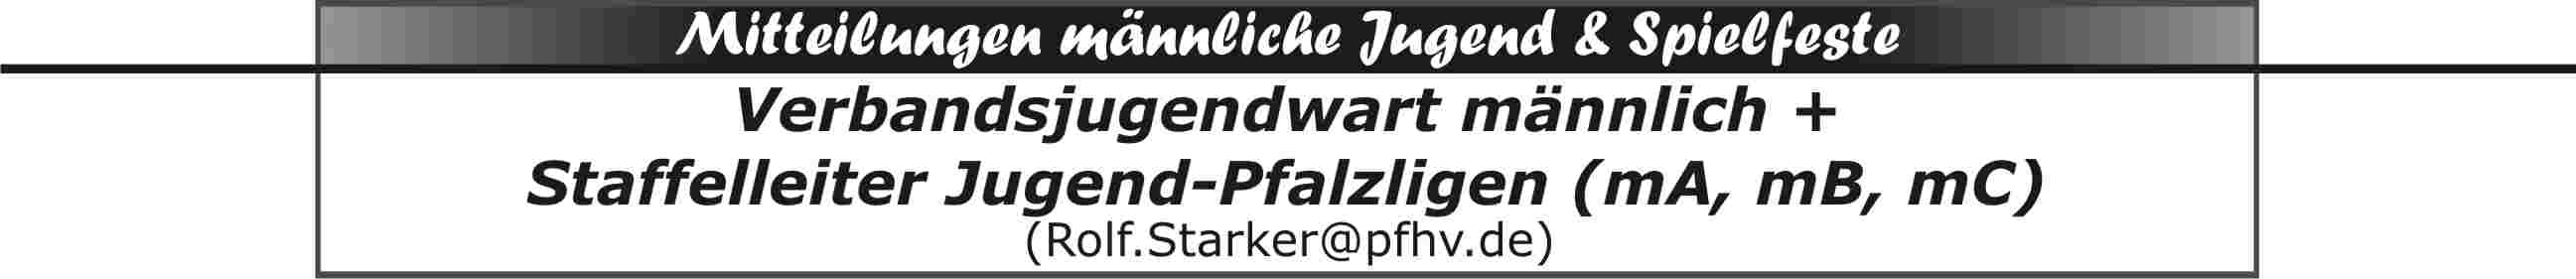 Mitteilungen männliche Jugend & Spielfeste
Verbandsjugendwart männlich +
Staffelleiter Jugend-Pfalzligen (mA, mB, mC)
(Rolf.Starker@pfhv.de)